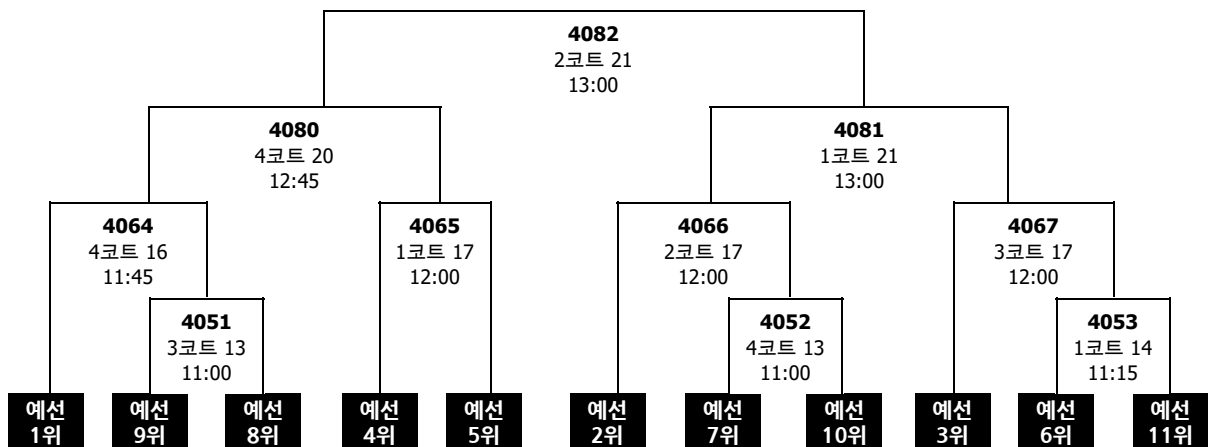 4082
2코트 21
13:00
4080
4코트 20
12:45
4081
1코트 21
13:00
4064
4코트 16
11:45
4065
1코트 17
12:00
4066
2코트 17
12:00
4067
3코트 17
12:00
4051
3코트 13
11:00
4052
4코트 13
11:00
4053
1코트 14
11:15
예선
1위
예선
9위
예선
8위
예선
4위
예선
5위
예선
2위
예선
7위
예선
10위
예선
3위
예선
6위
예선
11위